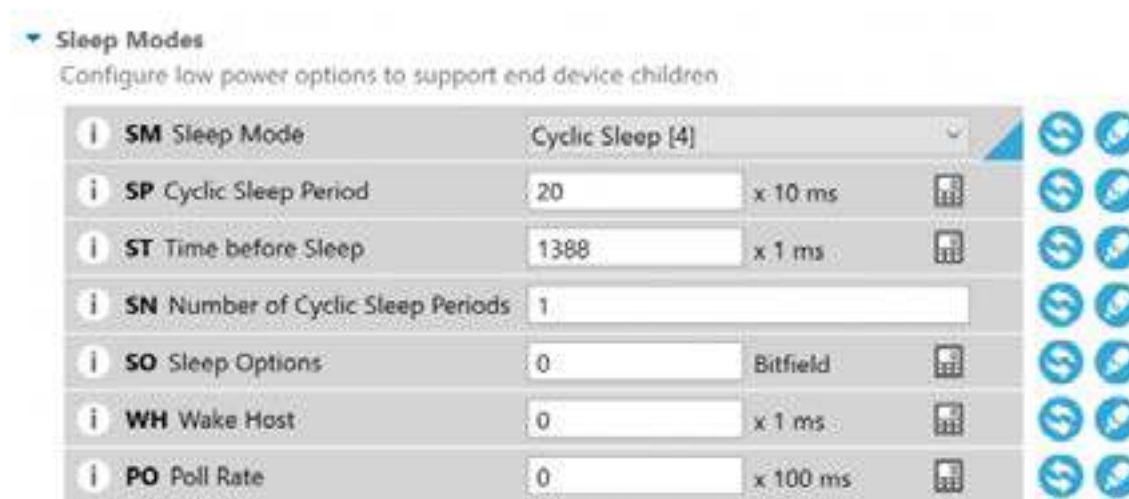 Sleep Modes
Configure low power options to support end device children
i SM Sleep Mode Cyclic Sleep [4]
i SP Cyclic Sleep Period 20 x 10 ms
i ST Time before Sleep 1388 x 1 ms
i SN Number of Cyclic Sleep Periods 1
i SO Sleep Options 0 Bitfield
i WH Wake Host 0 x 1 ms
i PO Poll Rate 0 x 100 ms